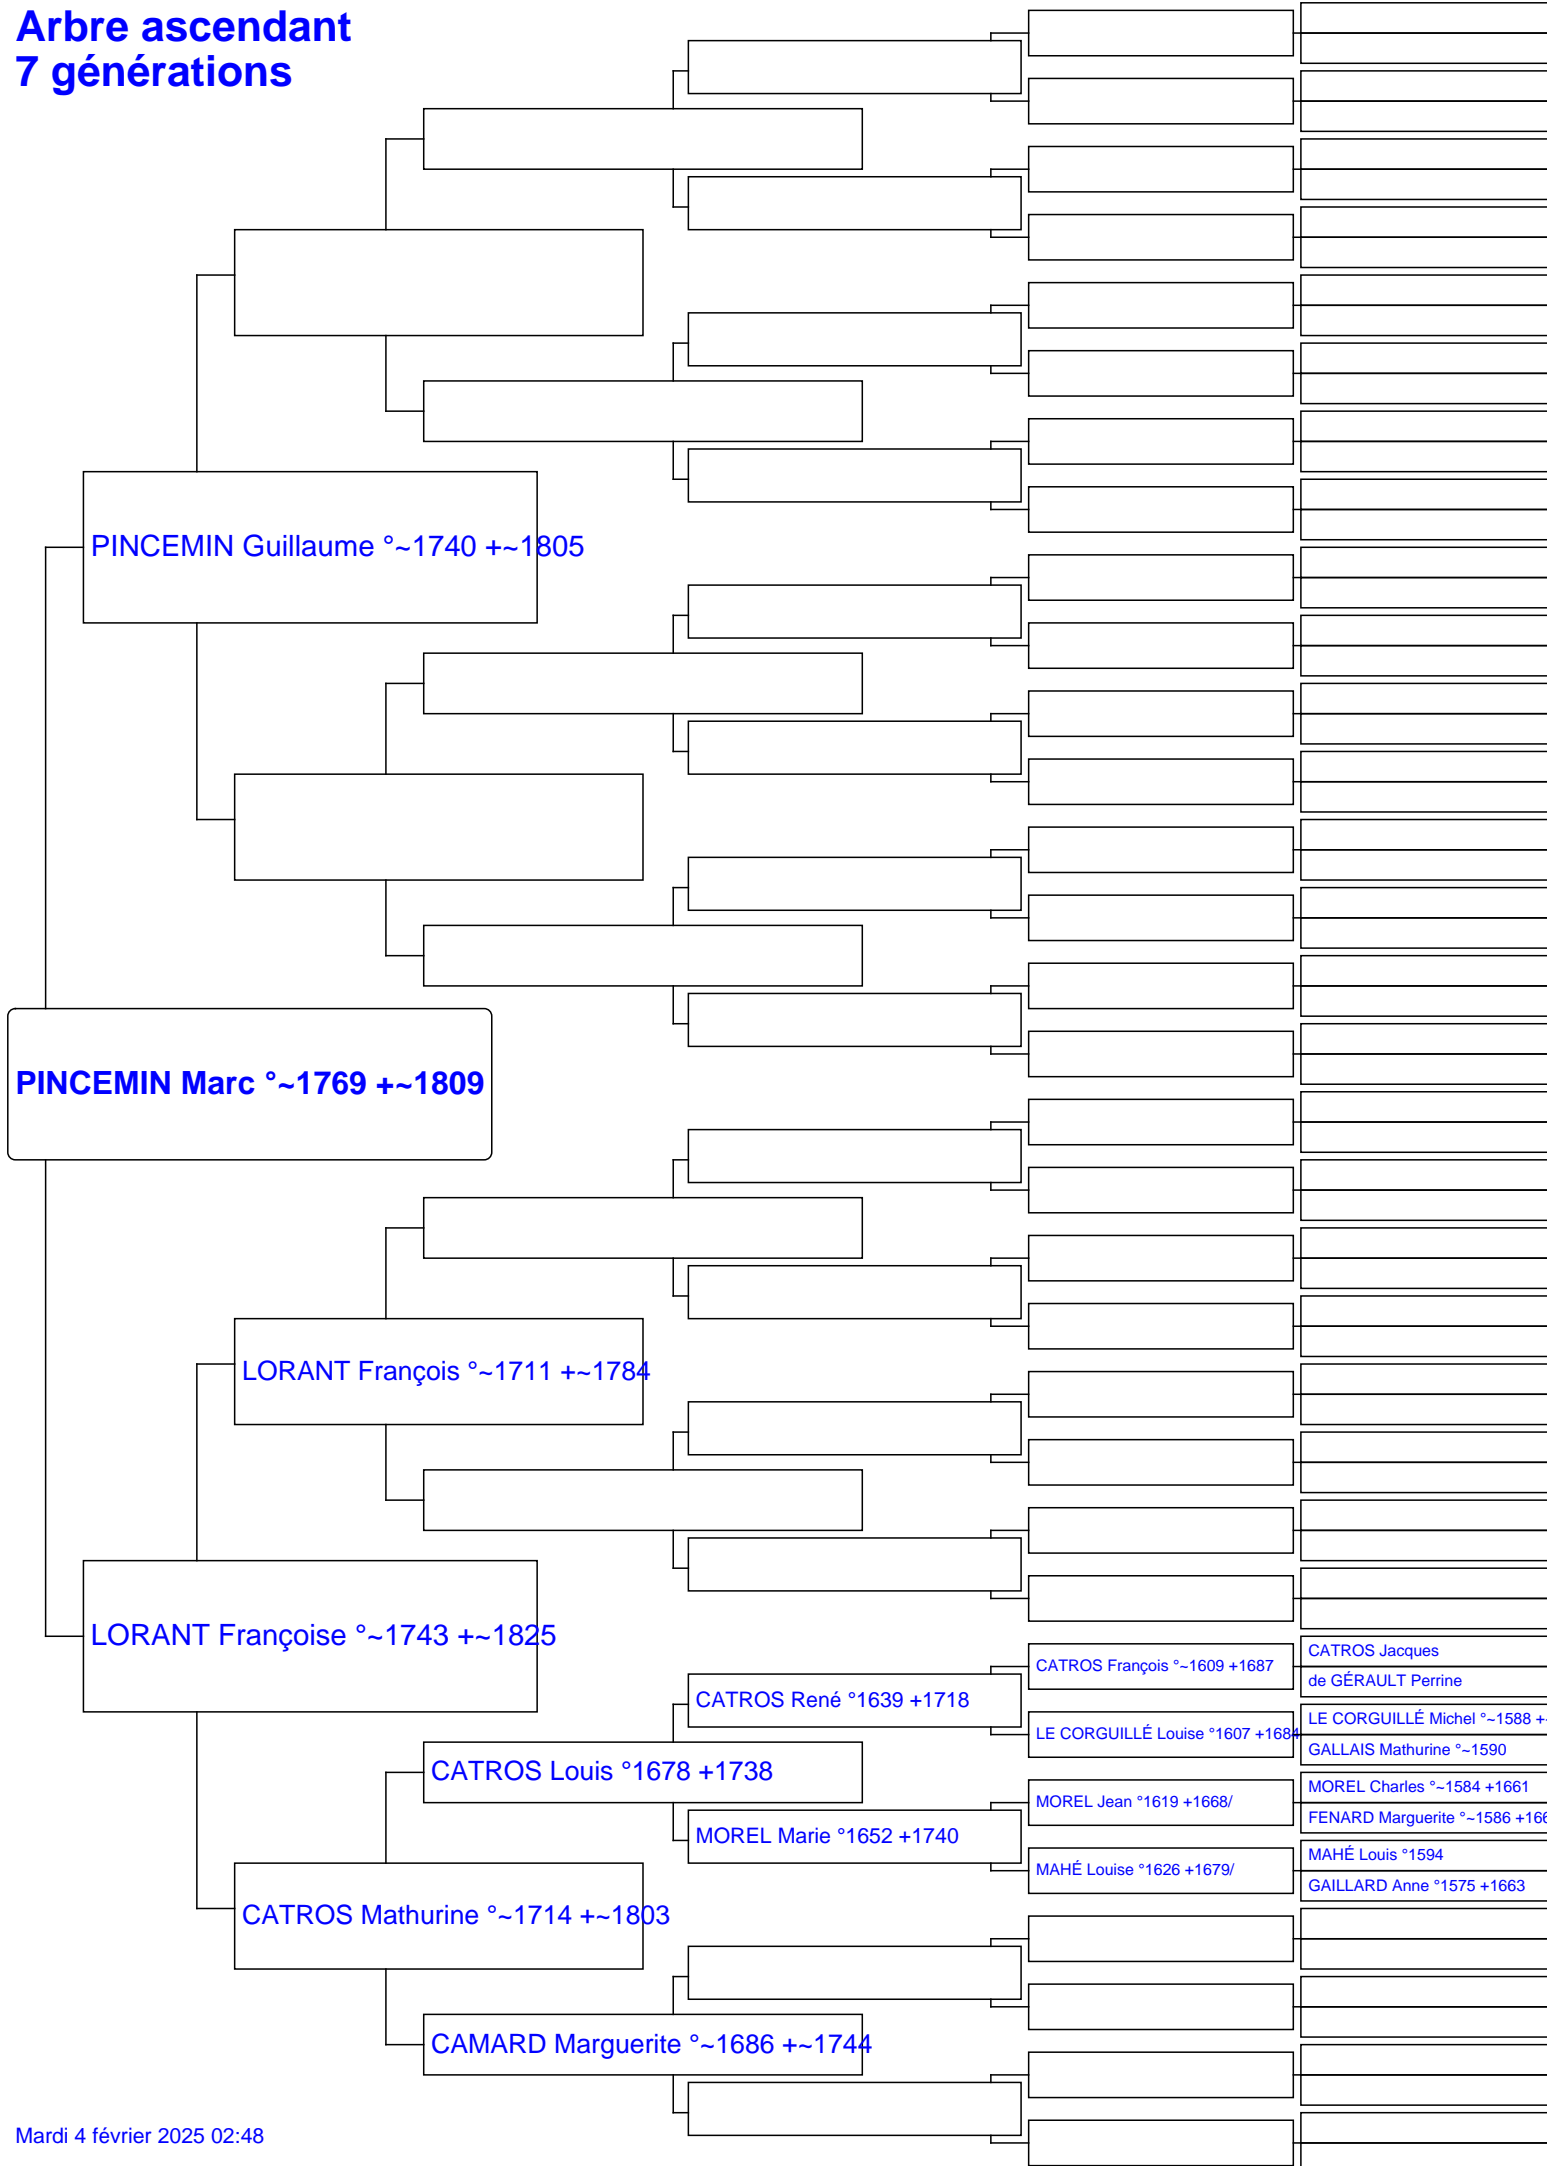 Arbre ascendant
7 générations
PINCEMIN Guillaume °~1740 +~1805
PINCEMIN Marc °~1769 +~1809
LORANT François °~1711 +~1784
LORANT Françoise °~1743 +~1825
CATROS Jacques
CATROS François °~1609 +1687
de GÉRAULT Perrine
CATROS René °1639 +1718
LE CORGUILLÉ Michel °~1588 +
LE CORGUILLÉ Louise °1607 +1684
GALLAIS Mathurine °~1590
CATROS Louis °1678 +1738
MOREL Charles °~1584 +1661
MOREL Jean °1619 +1668/
FENARD Marguerite °~1586 +166
MOREL Marie °1652 +1740
MAHÉ Louis °1594
MAHÉ Louise °1626 +1679/
GAILLARD Anne °1575 +1663
CATROS Mathurine °~1714 +~1803
CAMARD Marguerite °~1686 +~1744
Mardi 4 février 2025 02:48